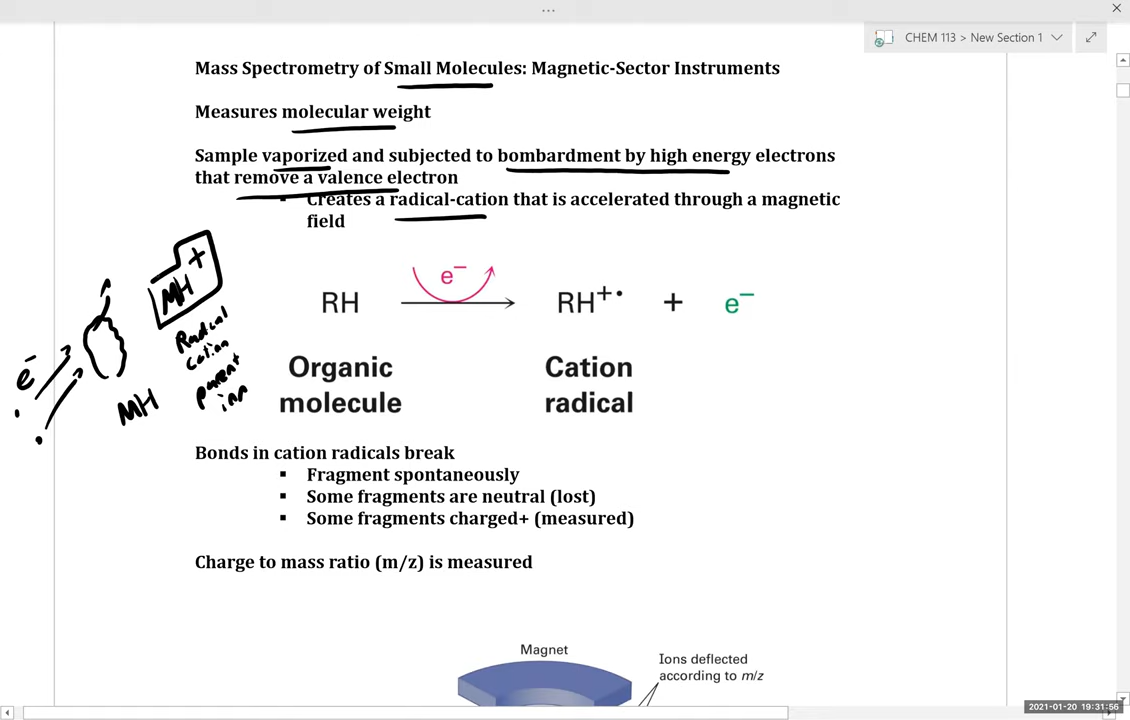 CHEM 113 > New Section 1
Mass Spectrometry of Small Molecules: Magnetic-Sector Instruments
Measures molecular weight
Sample vaporized and subjected to bombardment by high energy electrons
that remove a valence electron
▪ Creates a radical-cation that is accelerated through a magnetic
field
MH+
Radical
cation
parent
ion
e-
MH
e−
RH
RH+•
+
e−
Organic
molecule
Cation
radical
Bonds in cation radicals break
▪ Fragment spontaneously
▪ Some fragments are neutral (lost)
▪ Some fragments charged+ (measured)
Charge to mass ratio (m/z) is measured
Magnet
Ions deflected
according to m/z
2021-01-20 19:31:56